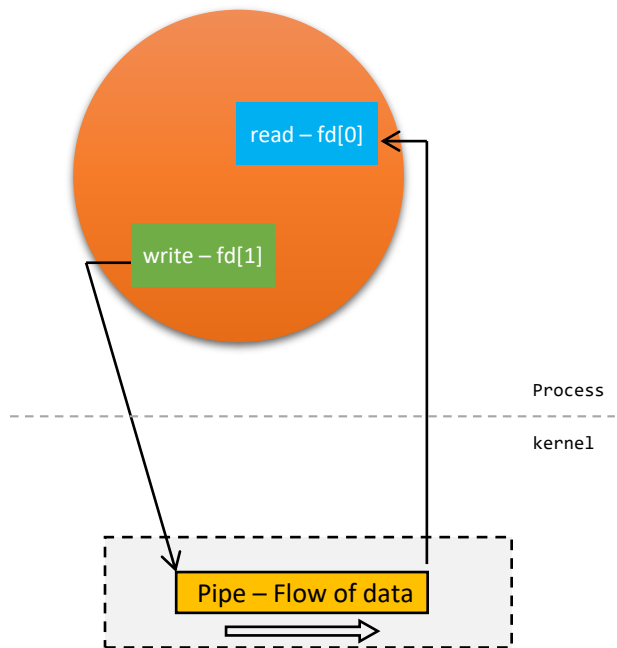 read – fd[0]
write – fd[1]
Process
kernel
Pipe – Flow of data